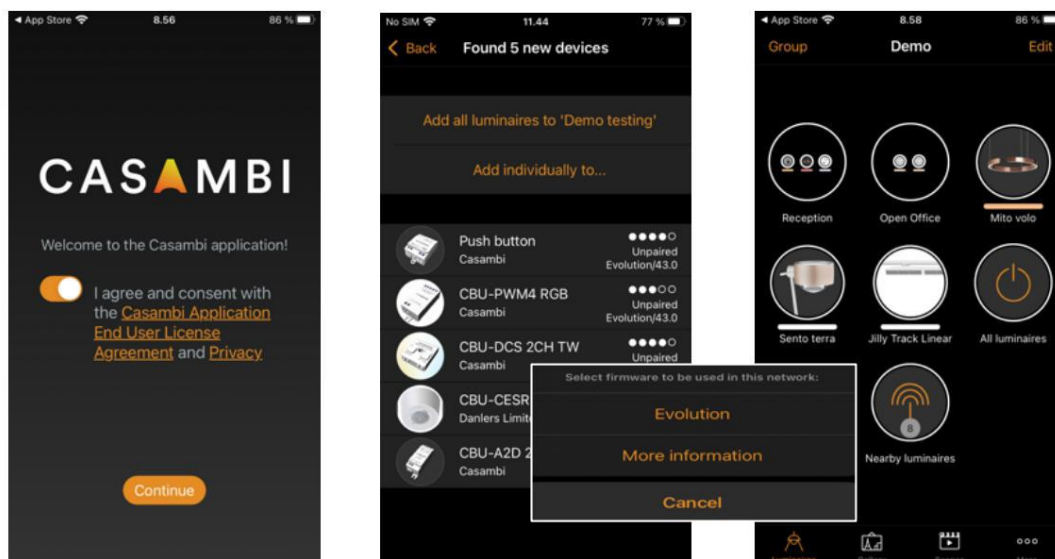 App Store 8.56 86 %
CASAMBI
Welcome to the Casambi application!
I agree and consent with
the Casambi Application
End User License
Agreement and Privacy
Continue
No SIM 11.44 77 %
Back Found 5 new devices
Add all luminaires to 'Demo testing'
Add individually to...
Push button
Casambi
Unpaired
Evolution/43.0
CBU-PWM4 RGB
Casambi
Unpaired
Evolution/43.0
CBU-DCS 2CH TW
Casambi
Unpaired
CBU-CESR
Danlers Limite
CBU-A2D 2
Casambi
Select firmware to be used in this network:
Evolution
More information
Cancel
App Store 8.58 86 %
Group Demo Edit
Reception Open Office Mito volo
Sento terra Jilly Track Linear All luminaires
8
Nearby luminaires